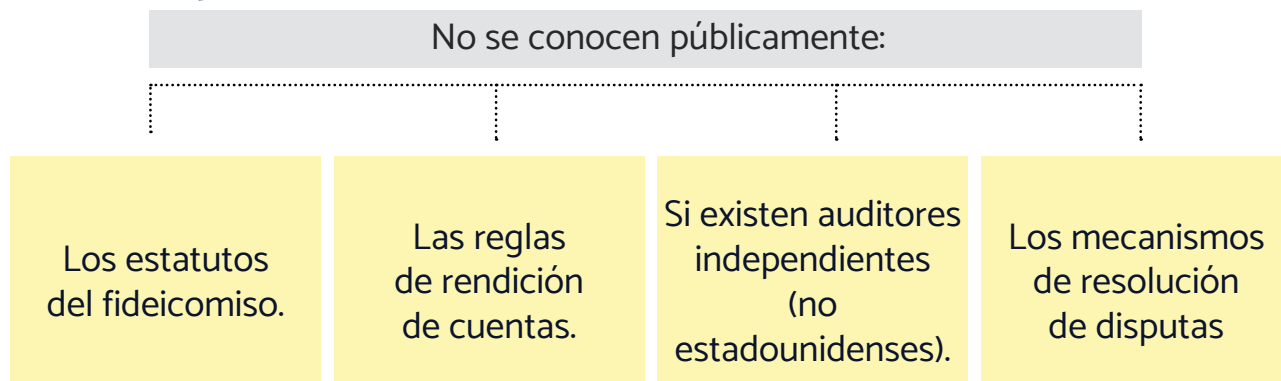 No se conocen públicamente:
Los estatutos
del fideicomiso.
Las reglas
de rendición
de cuentas.
Si existen auditores
independientes
(no
estadounidenses).
Los mecanismos
de resolución
de disputas